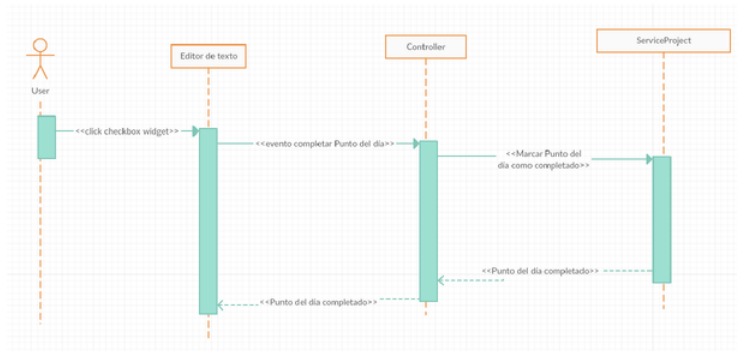 ServiceProject
Controller
Editor de texto
User
<<click checkbox widget>>
<<evento completar Punto del día>>
<<Marcar Punto del
día como completado>>
<<Punto del día completado>>
<<Punto del día completado>>